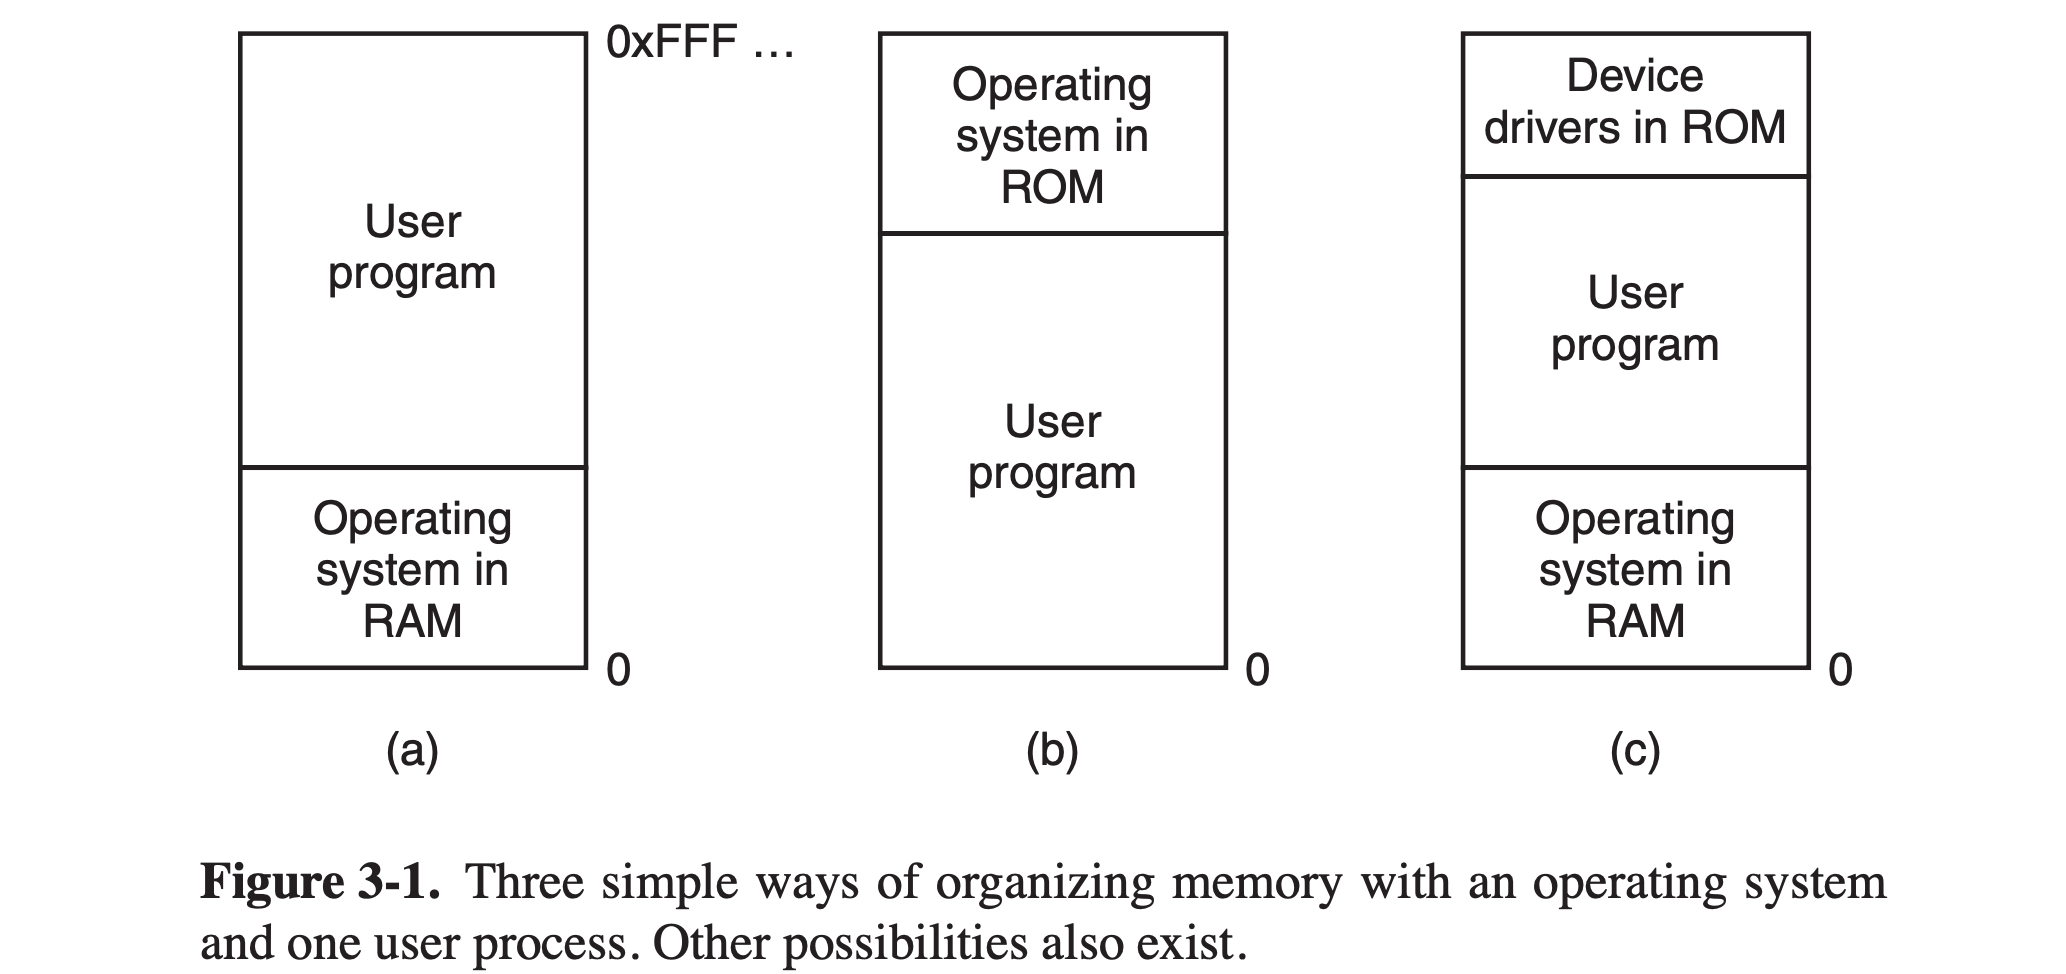 0xFFF ...
User
program
Operating
system in
RAM
0
(a)
Operating
system in
ROM
User
program
0
(b)
Device
drivers in ROM
User
program
Operating
system in
RAM
0
(c)
Figure 3-1. Three simple ways of organizing memory with an operating system
and one user process. Other possibilities also exist.